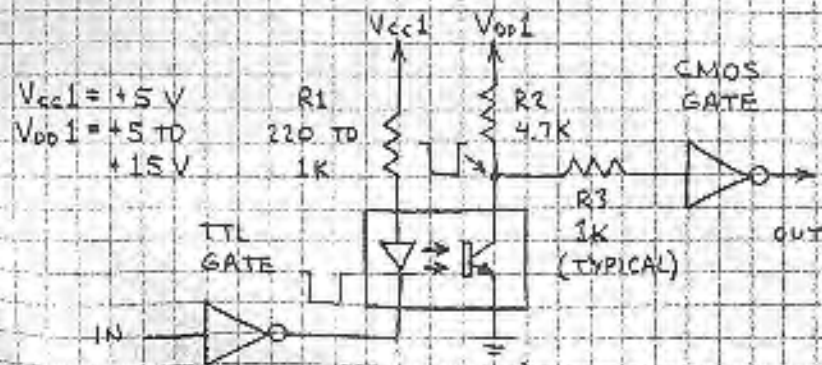 Vcc1 VDD1
Vcc1 = +5 V
VDD1 = +5 TO
+15 V
R1
220 TO
1K
R2
4.7K
CMOS
GATE
R3
1K
(TYPICAL)
OUT
TTL
GATE
IN